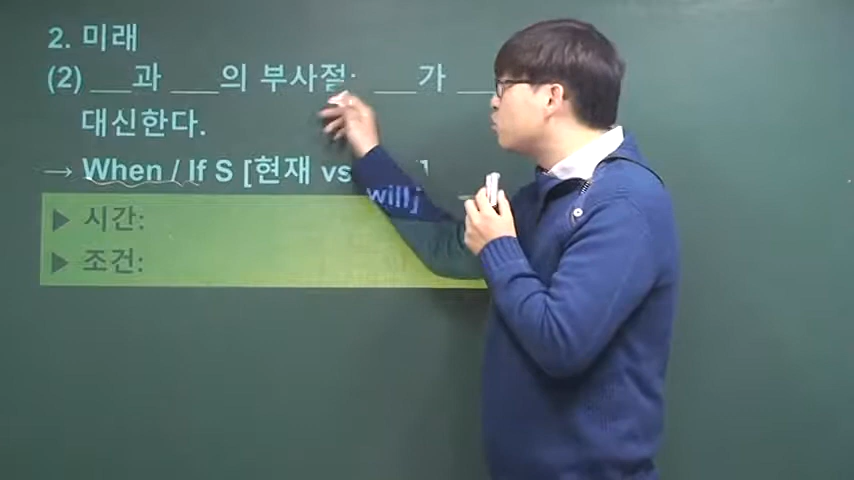 2. 미래
(2) ___과 ___의 부사절: ___가 ___
대신한다.
→ When / If S [현재 vs will]
▶ 시간:
▶ 조건: